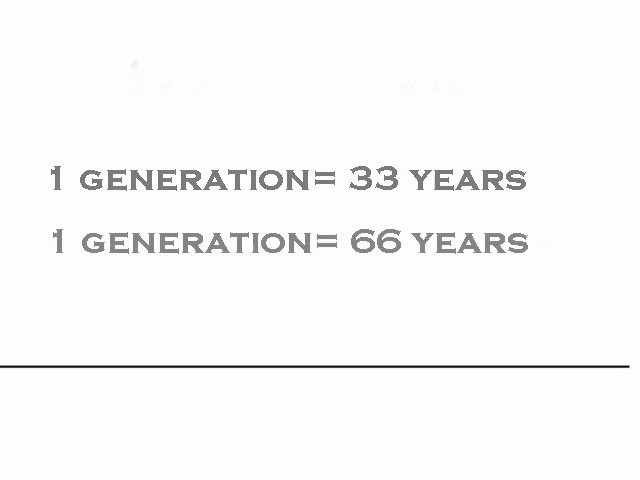 1 GENERATION= 33 YEARS
1 GENERATION= 66 YEARS